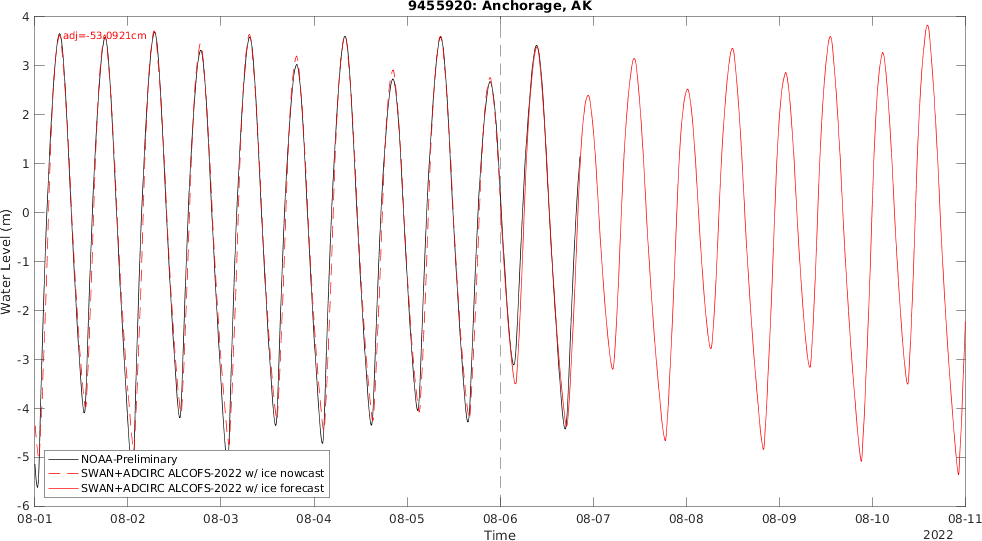 9455920: Anchorage, AK
adj=-53.0921cm
Water Level (m)
4
3
2
1
0
-1
-2
-3
-4
-5
-6
NOAA-Preliminary
SWAN+ADCIRC ALCOFS-2022 w/ ice nowcast
SWAN+ADCIRC ALCOFS-2022 w/ ice forecast
08-01 08-02 08-03 08-04 08-05 08-06 08-07 08-08 08-09 08-10 08-11
Time
2022